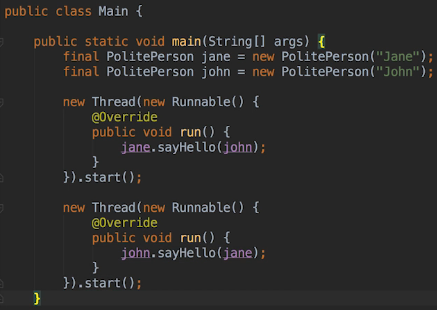 public class Main {
public static void main(String[] args) {
final PolitePerson jane = new PolitePerson("Jane");
final PolitePerson john = new PolitePerson("John");
new Thread(new Runnable() {
@Override
public void run() {
jane.sayHello(john);
}
}).start();
new Thread(new Runnable() {
@Override
public void run() {
john.sayHello(jane);
}
}).start();
}